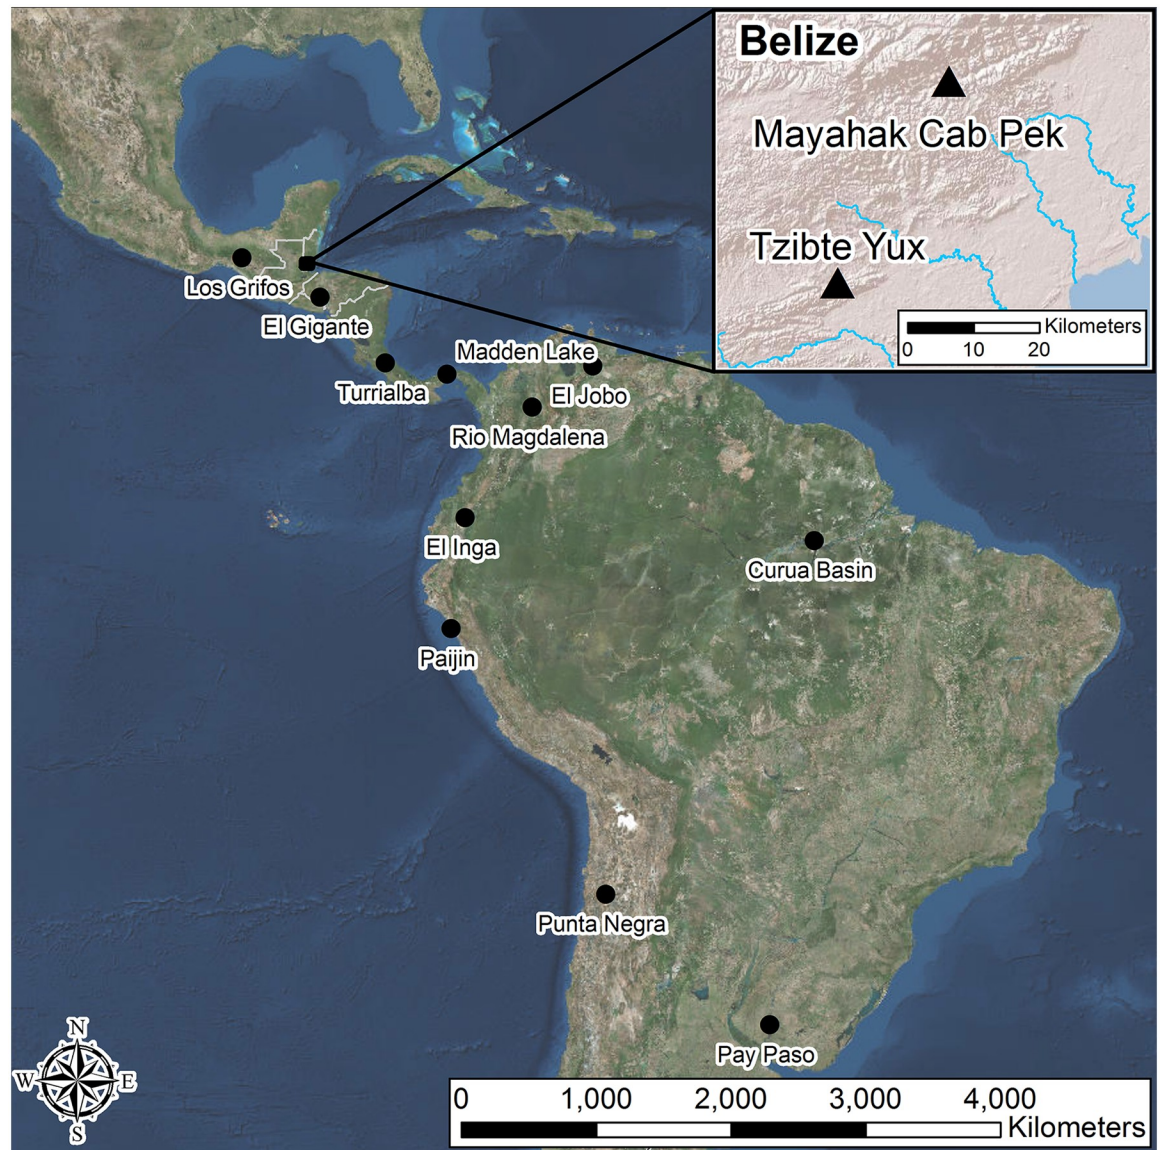 Belize
Mayahak Cab Pek
Tzibte Yux
Kilometers
0 10 20
Los Grifos
El Gigante
Madden Lake
Turrialba
El Jobo
Rio Magdalena
El Inga
Curua Basin
Paijin
Punta Negra
Pay Paso
N
W E
S
0 1,000 2,000 3,000 4,000
Kilometers